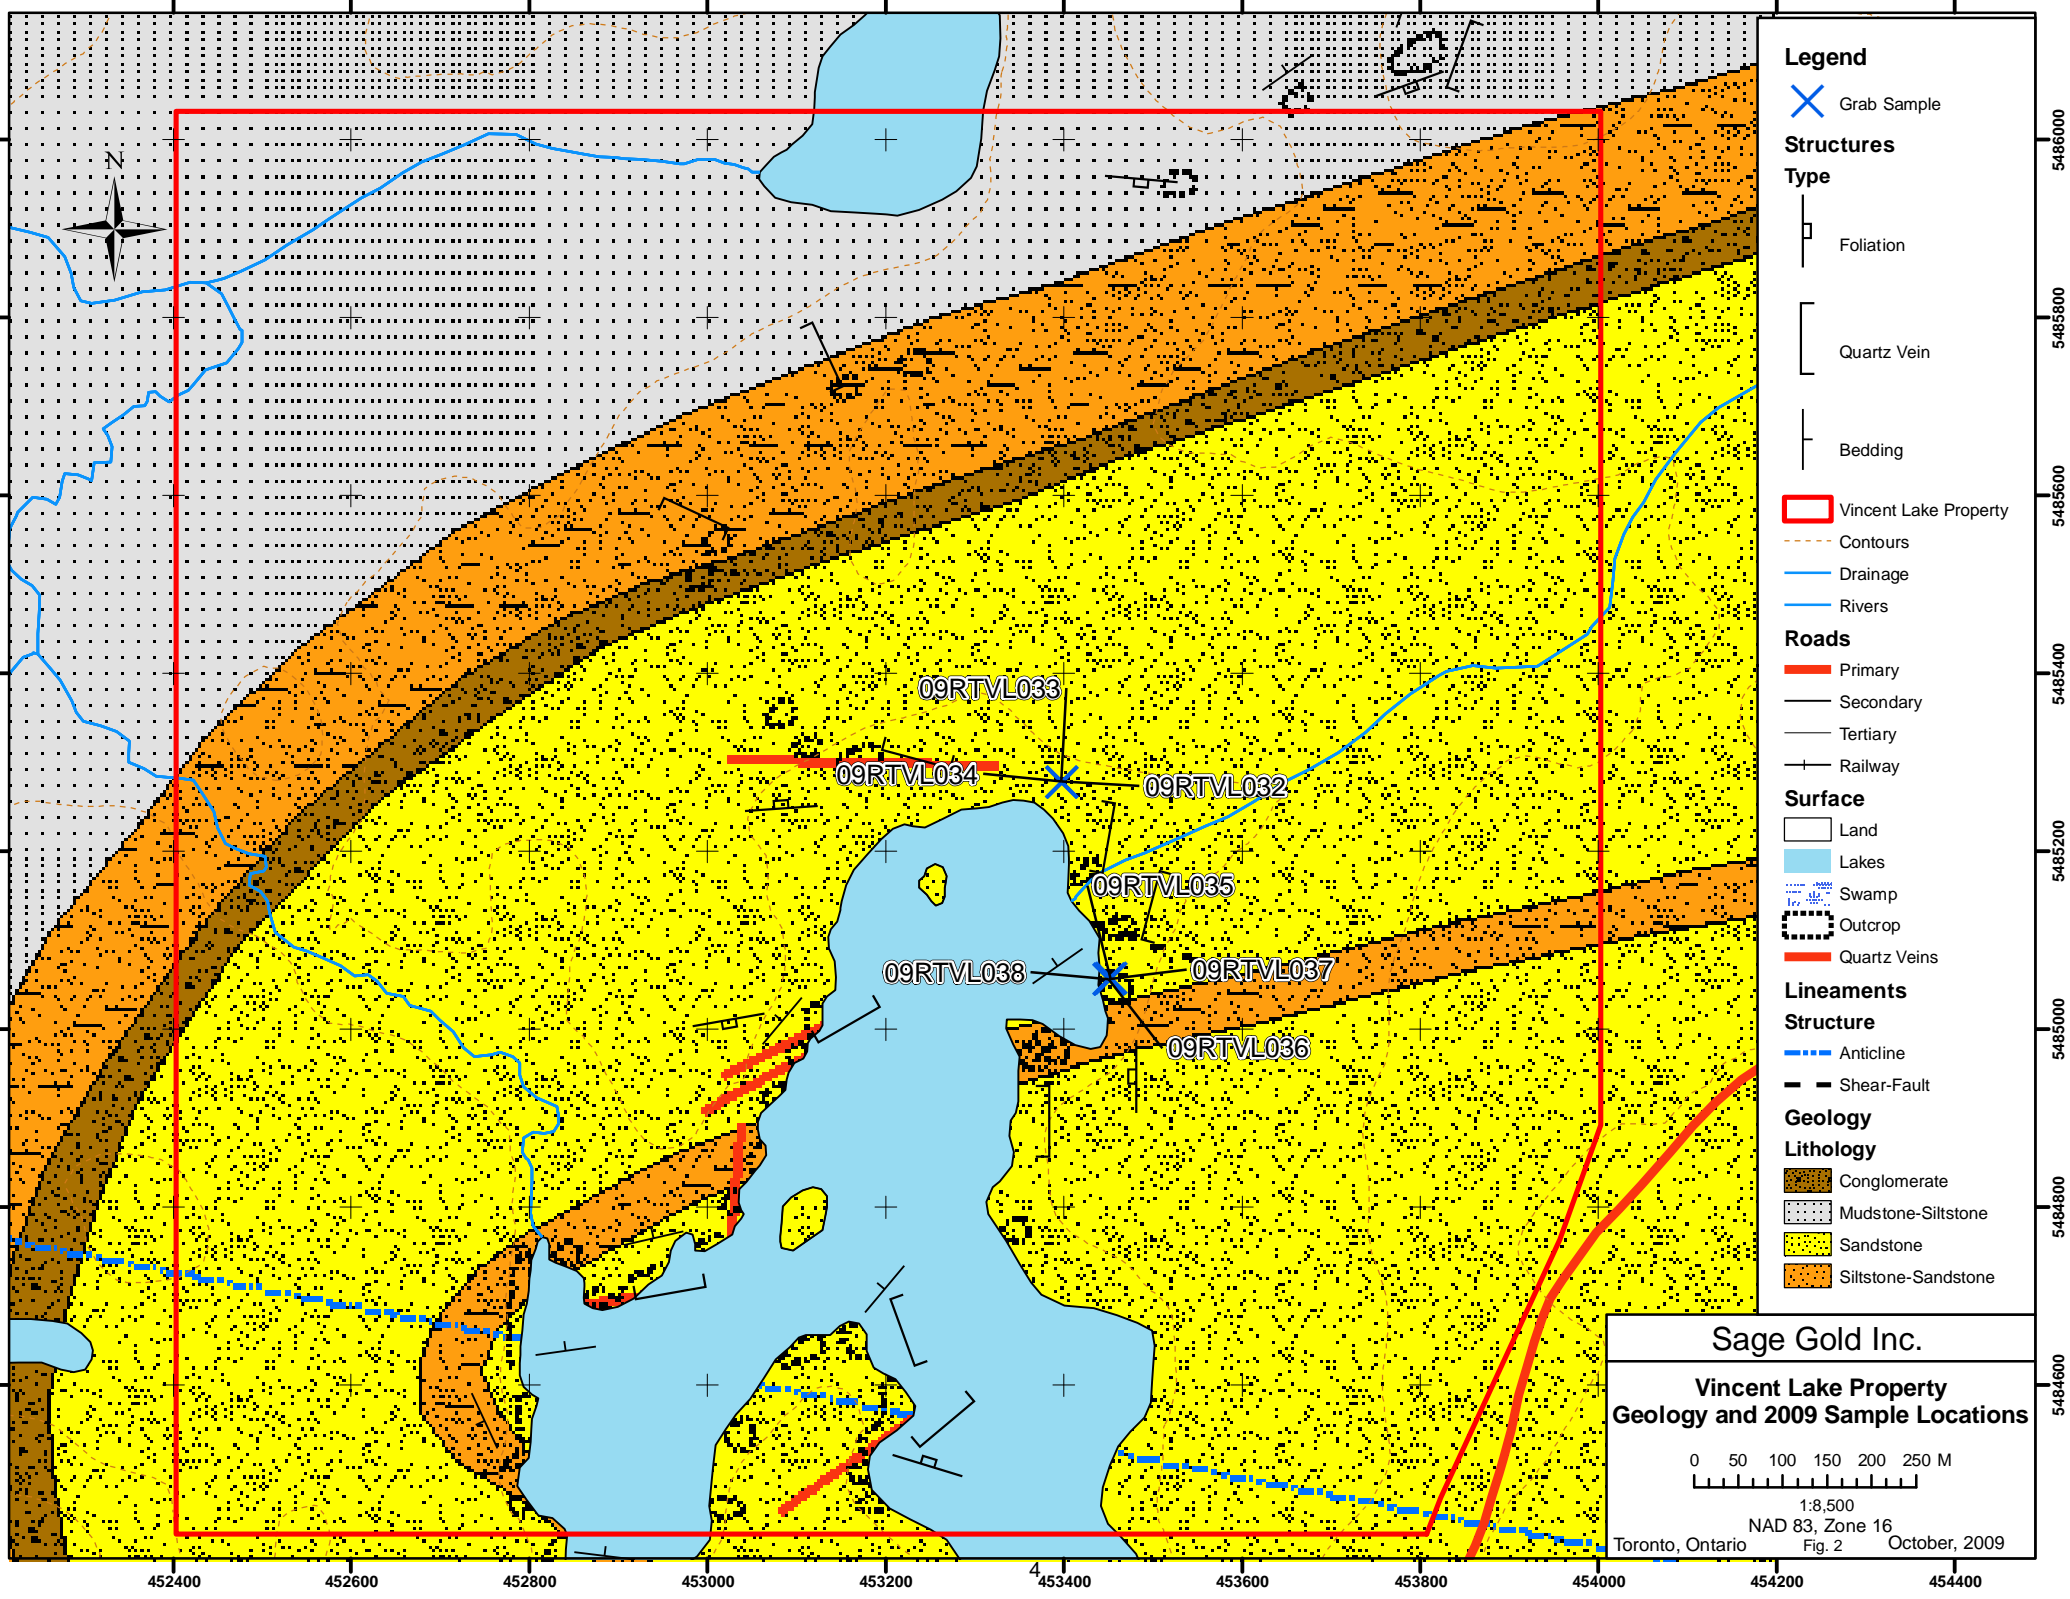 Legend
Grab Sample
Structures
Type
Foliation
Quartz Vein
Bedding
Vincent Lake Property
Contours
Drainage
Rivers
Roads
Primary
Secondary
Tertiary
Railway
Surface
Land
Lakes
Swamp
Outcrop
Quartz Veins
Lineaments
Structure
Anticline
Shear-Fault
Geology
Lithology
Conglomerate
Mudstone-Siltstone
Sandstone
Siltstone-Sandstone
N
09RTVL033
09RTVL034
09RTVL032
09RTVL035
09RTVL038
09RTVL037
09RTVL036
5486000
5485800
5485600
5485400
5485200
5485000
5484800
5484600
Sage Gold Inc.
Vincent Lake Property
Geology and 2009 Sample Locations
0 50 100 150 200 250 M
1:8,500
NAD 83, Zone 16
Toronto, Ontario Fig. 2 October, 2009
4
452400 452600 452800 453000 453200 453400 453600 453800 454000 454200 454400